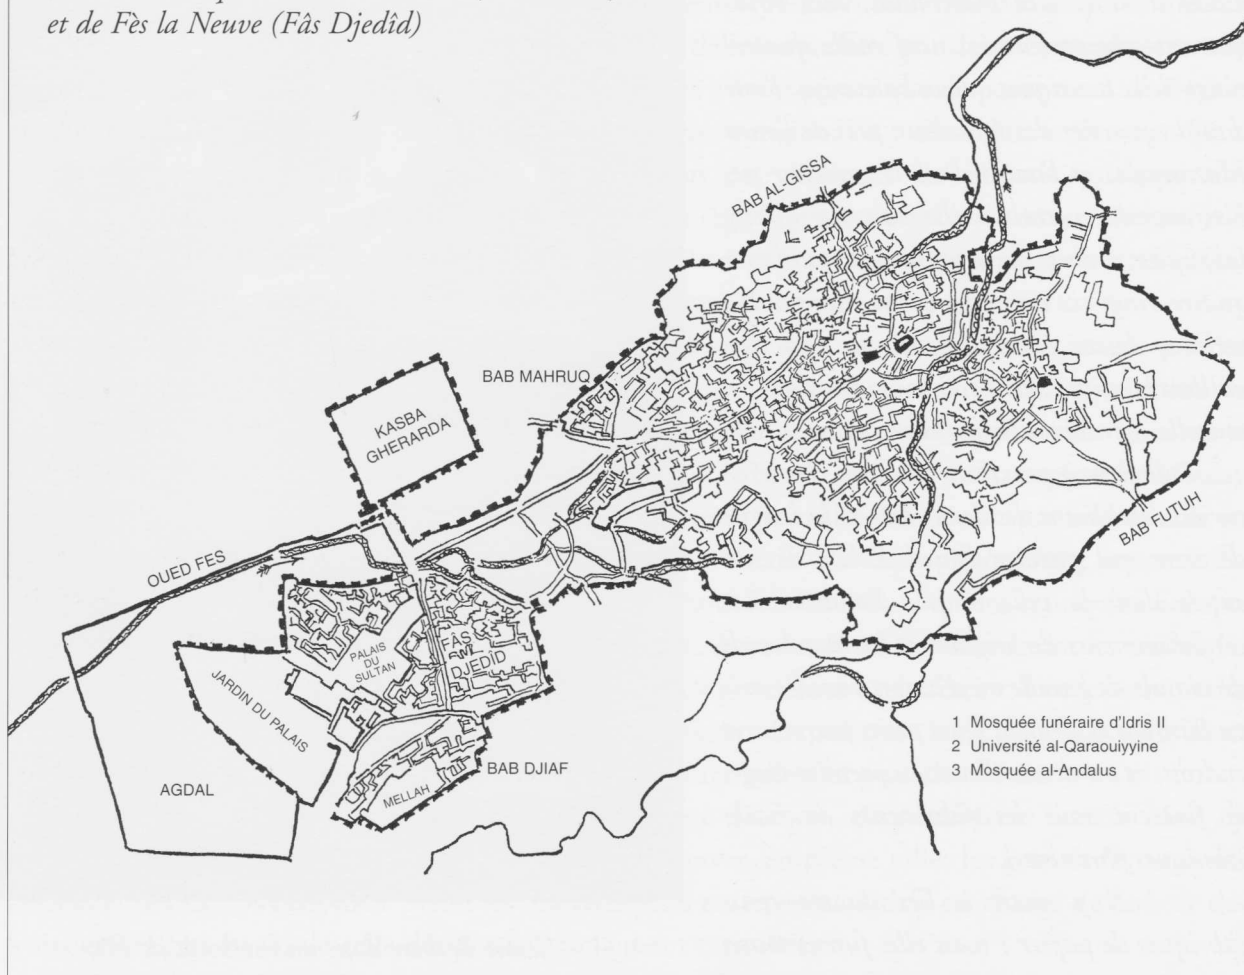 et de Fès la Neuve (Fâs Djedîd)
BAB AL-GISSA
BAB MAHRUQ
KASBA
GHERARDA
BAB FUTUH
OUED FES
PALAIS
DU
SULTAN
FÂS
DJEDÎD
JARDIN DU PALAIS
AGDAL
MELLAH
BAB DJIAF
1 Mosquée funéraire d'Idris II
2 Université al-Qaraouiyyine
3 Mosquée al-Andalus